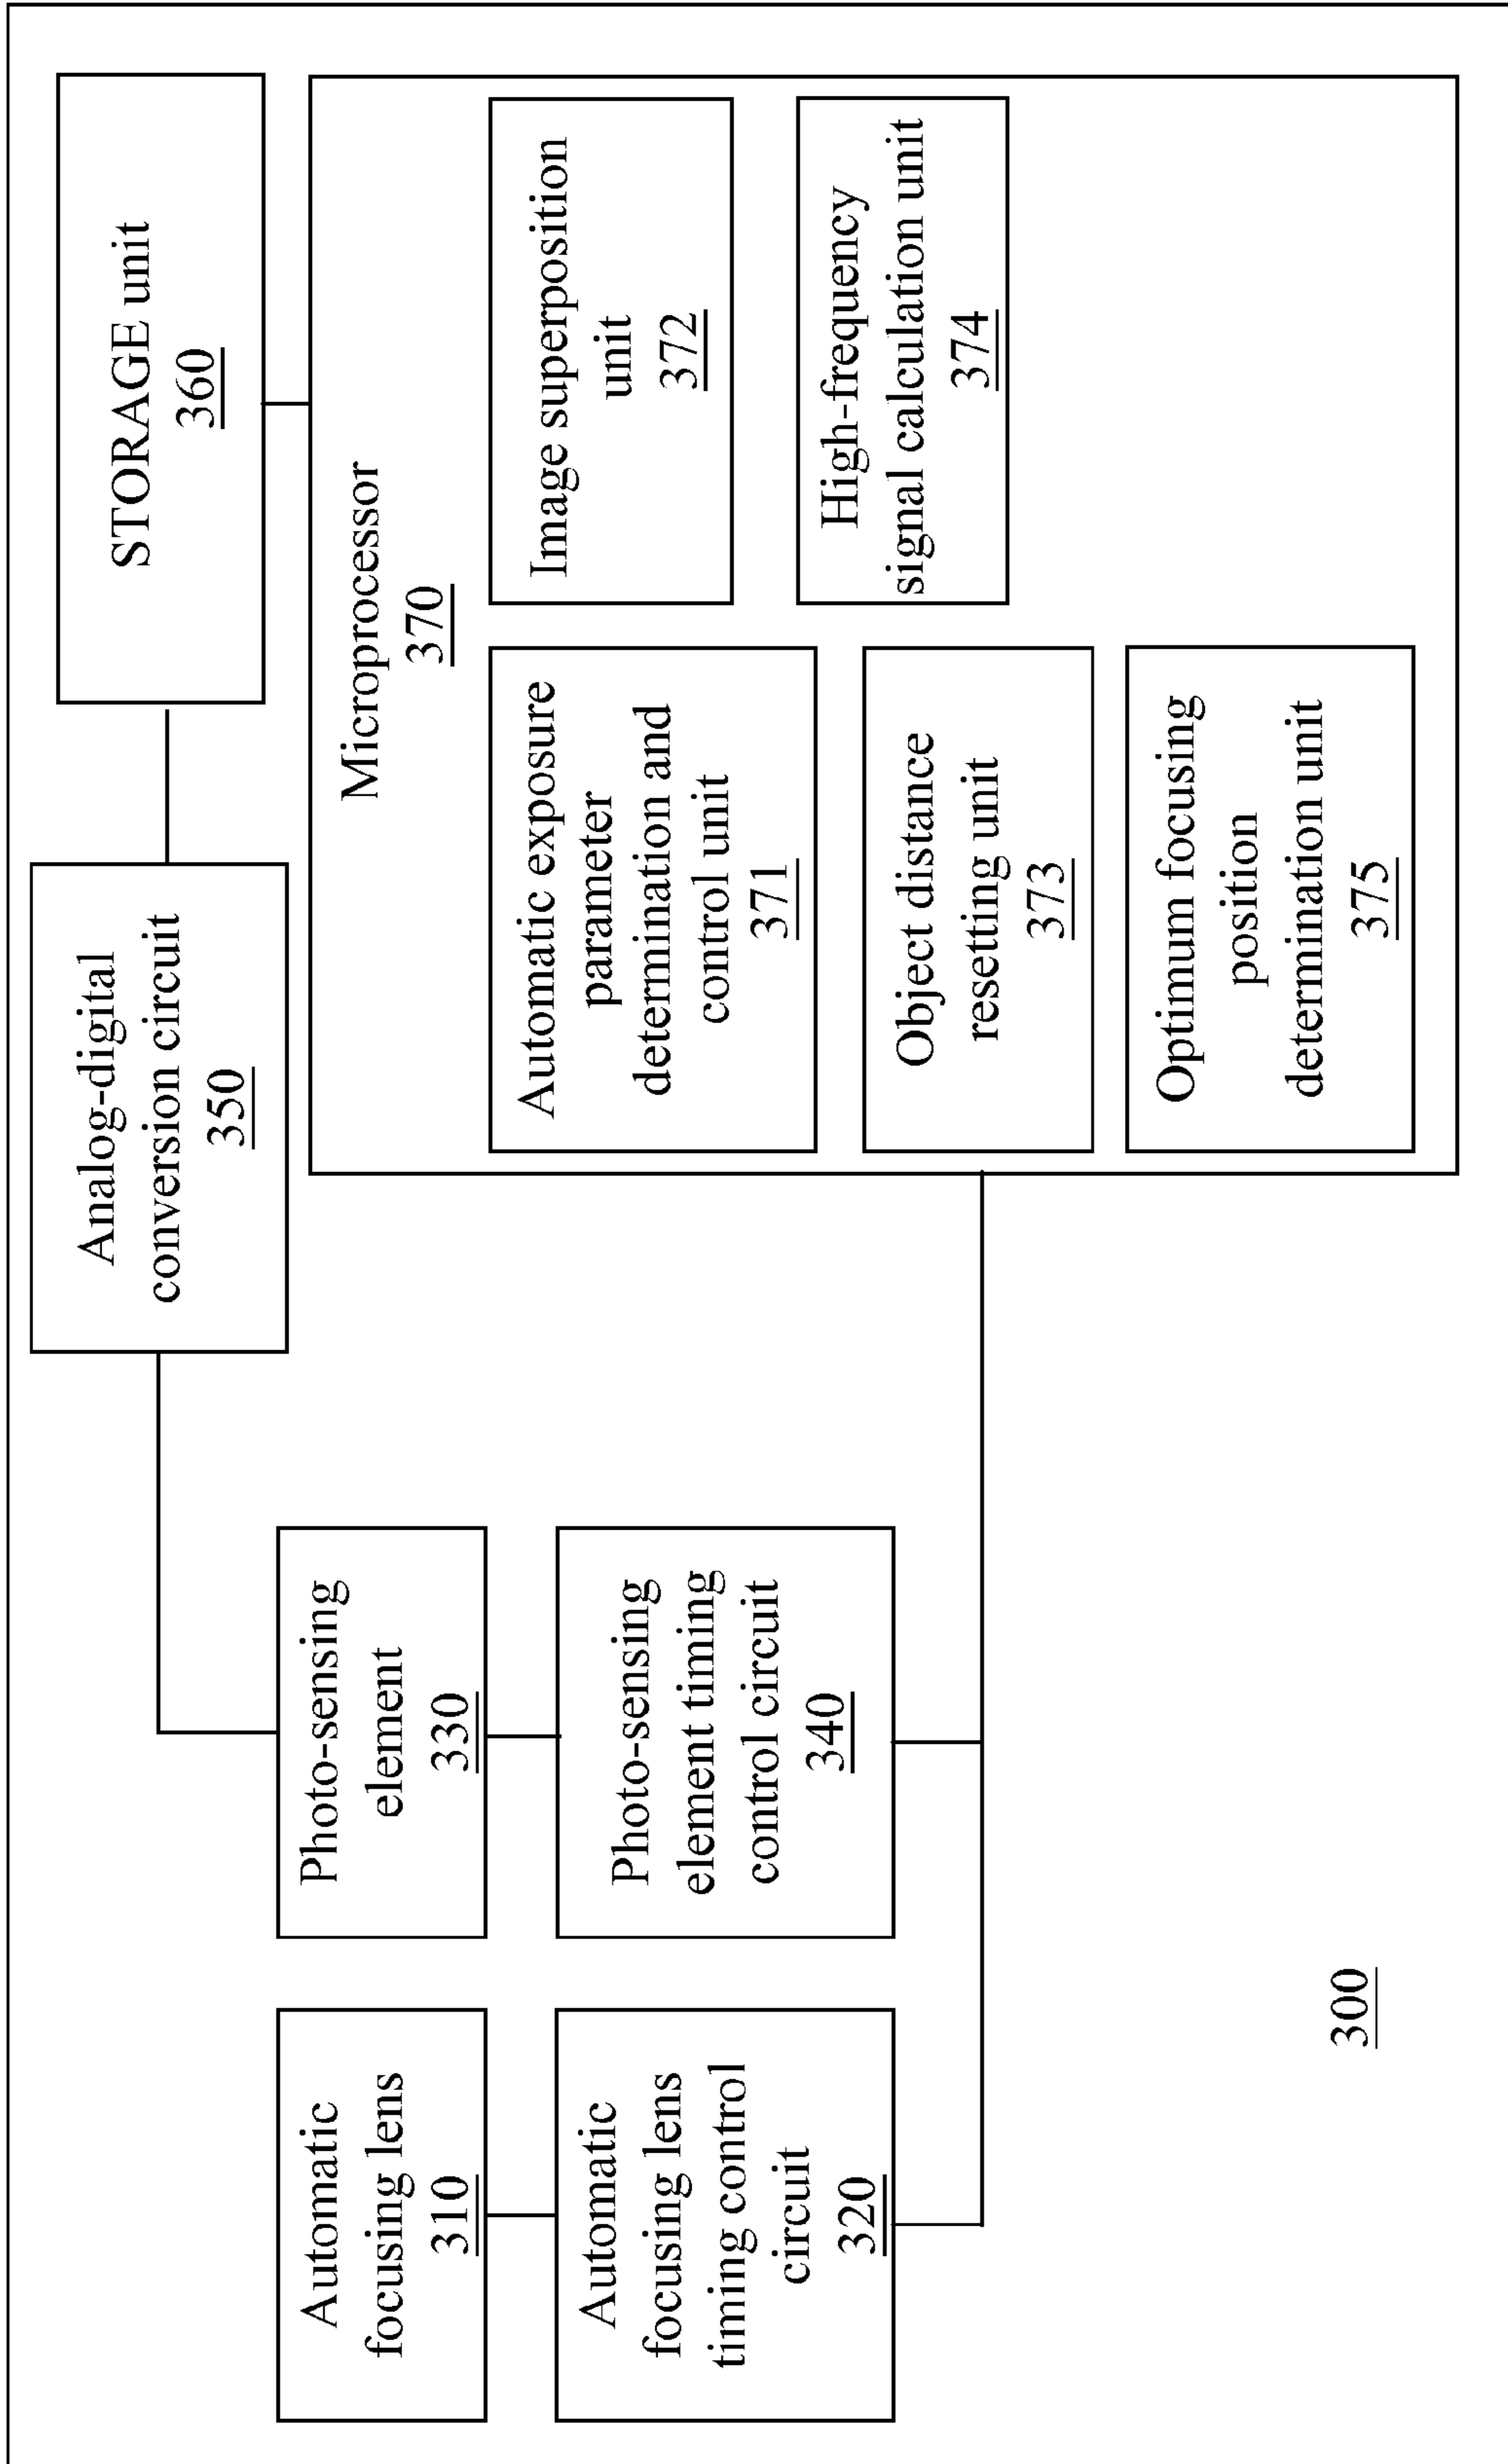 Automatic
focusing lens
310
Automatic
focusing lens
timing control
circuit
320
Photo-sensing
element
330
Photo-sensing
element timing
control circuit
340
Analog-digital
conversion circuit
350
STORAGE unit
360
Microprocessor
370
Automatic exposure
parameter
determination and
control unit
371
Image superposition
unit
372
Object distance
resetting unit
373
High-frequency
signal calculation unit
374
Optimum focusing
position
determination unit
375
300